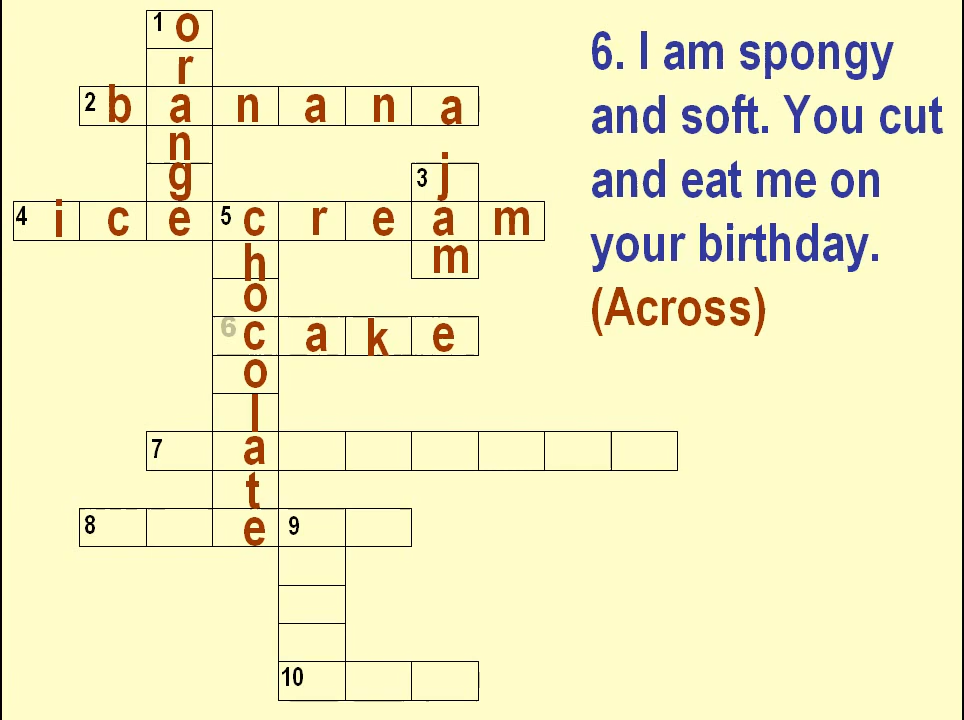 1 o
r
2 b a n a n a
n
g
3 j
4 i c e 5 c r e a m
h
m
o
6 c a k e
o
l
7 a
t
8 e 9
10
6. I am spongy
and soft. You cut
and eat me on
your birthday.
(Across)